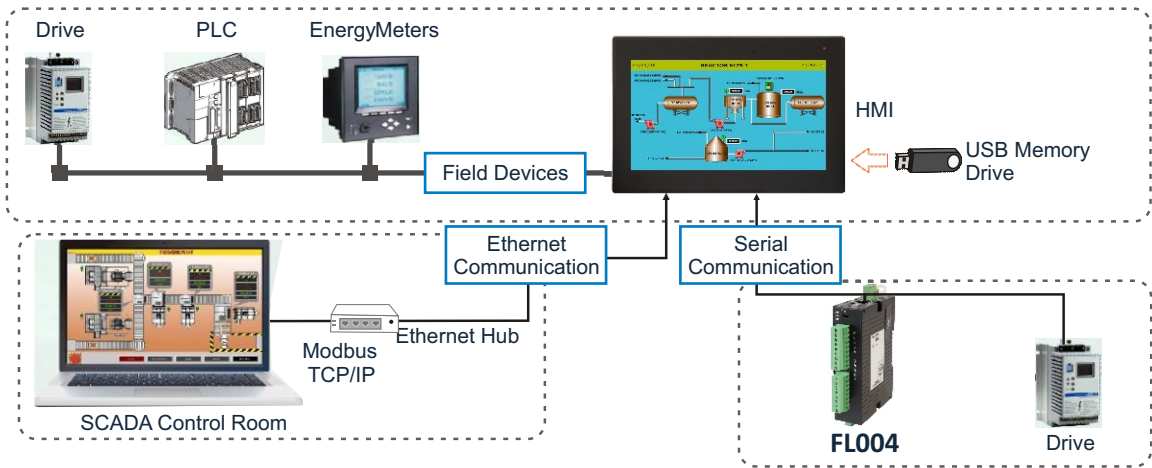 Drive
PLC
EnergyMeters
HMI
USB Memory
Drive
Field Devices
Ethernet
Communication
Serial
Communication
Ethernet Hub
Modbus
TCP/IP
SCADA Control Room
FL004
Drive